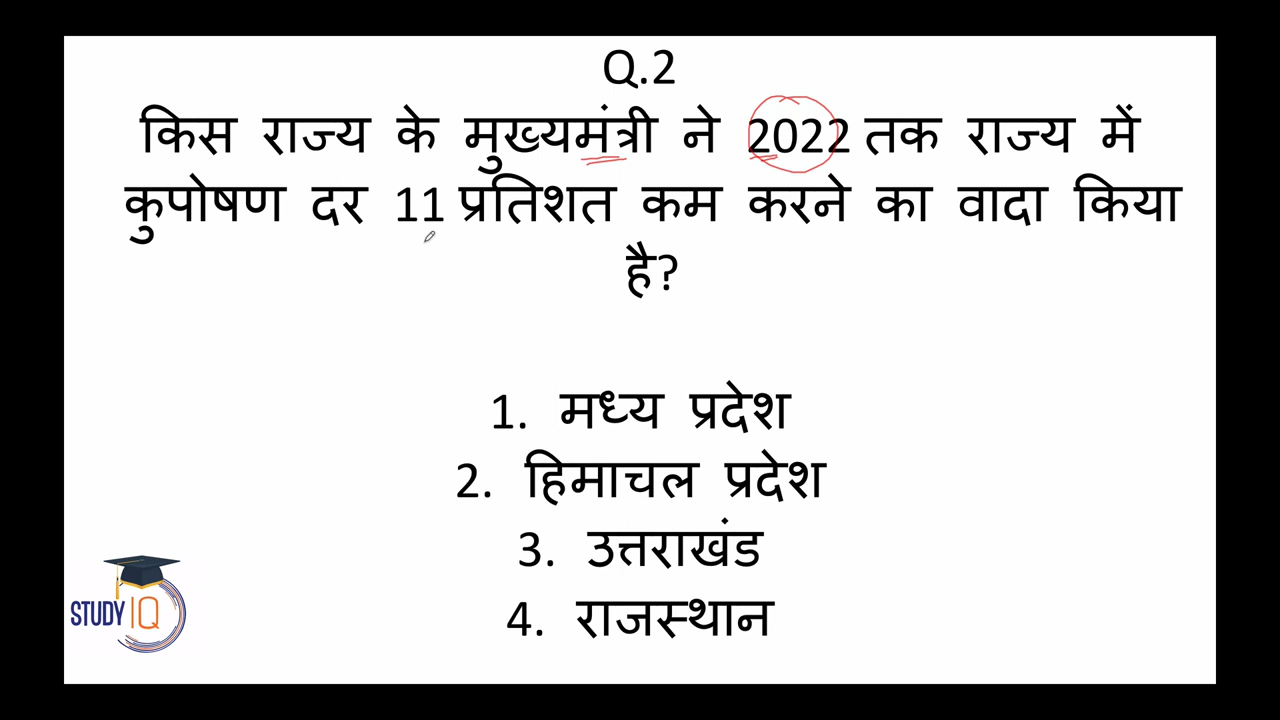 Q.2
किस राज्य के मुख्यमंत्री ने 2022 तक राज्य में
कुपोषण दर 11 प्रतिशत कम करने का वादा किया
है?
1. मध्य प्रदेश
2. हिमाचल प्रदेश
3. उत्तराखंड
4. राजस्थान
STUDY IQ